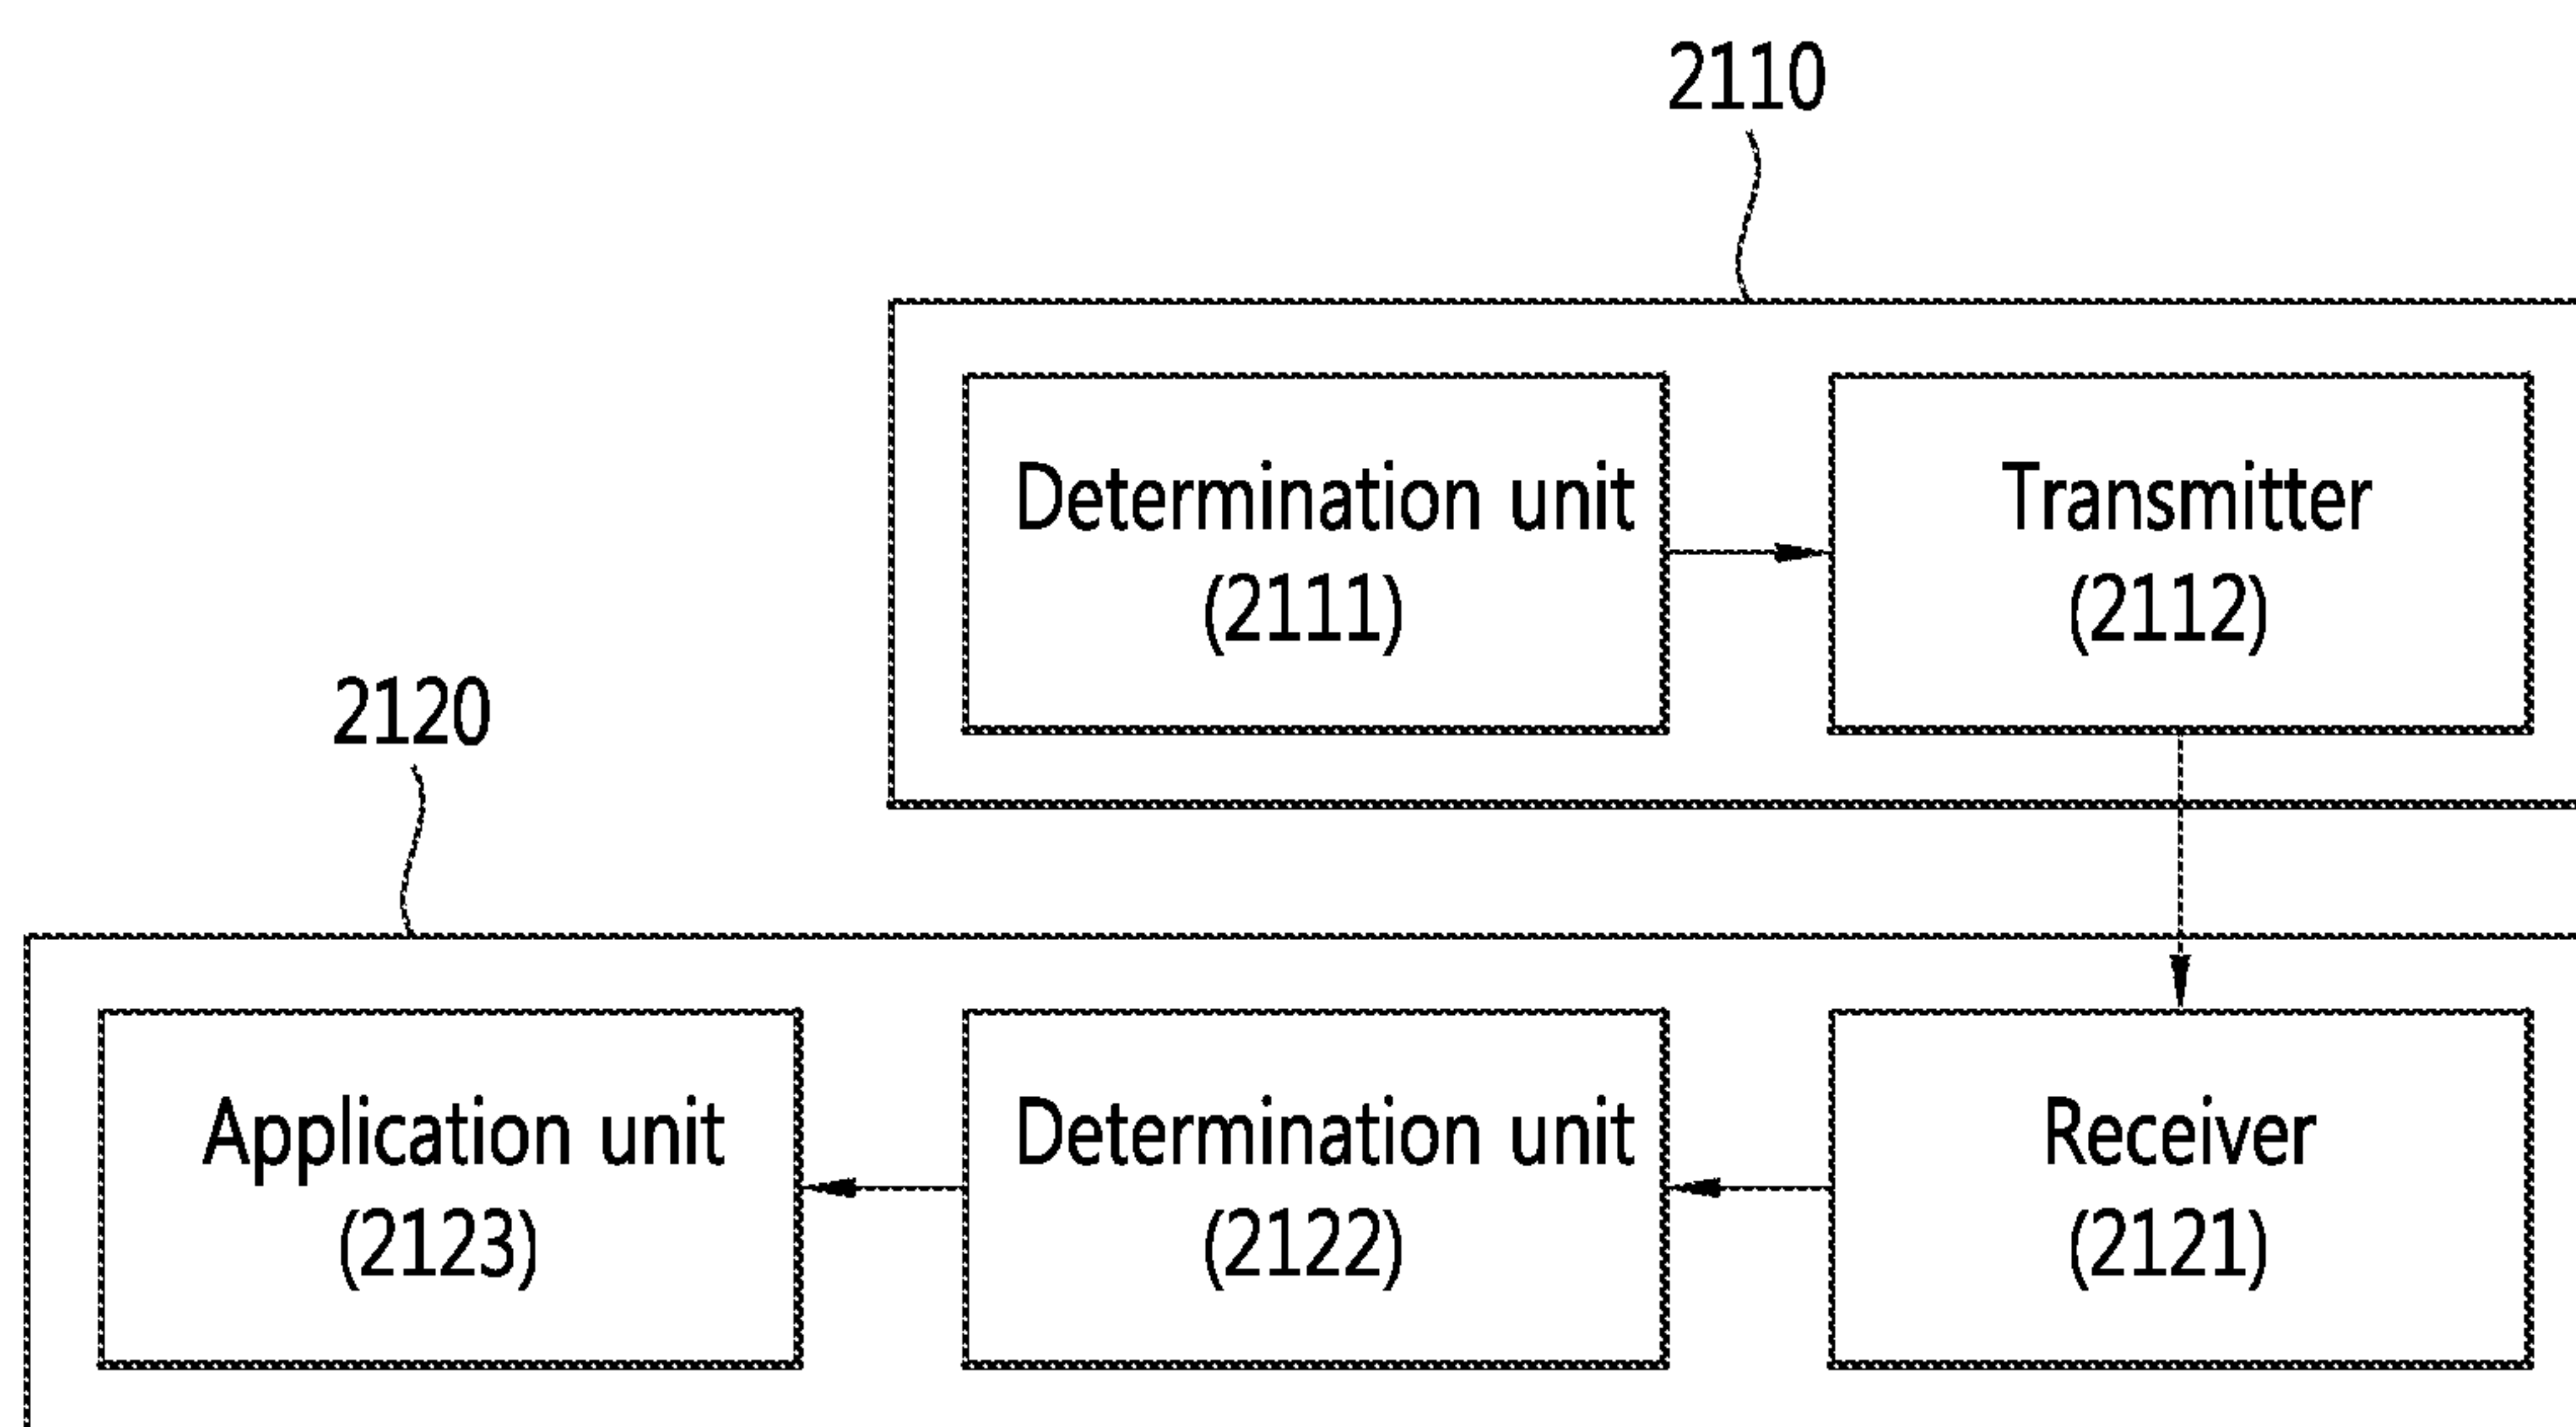 2110
Determination unit
(2111)
Transmitter
(2112)
2120
Application unit
(2123)
Determination unit
(2122)
Receiver
(2121)